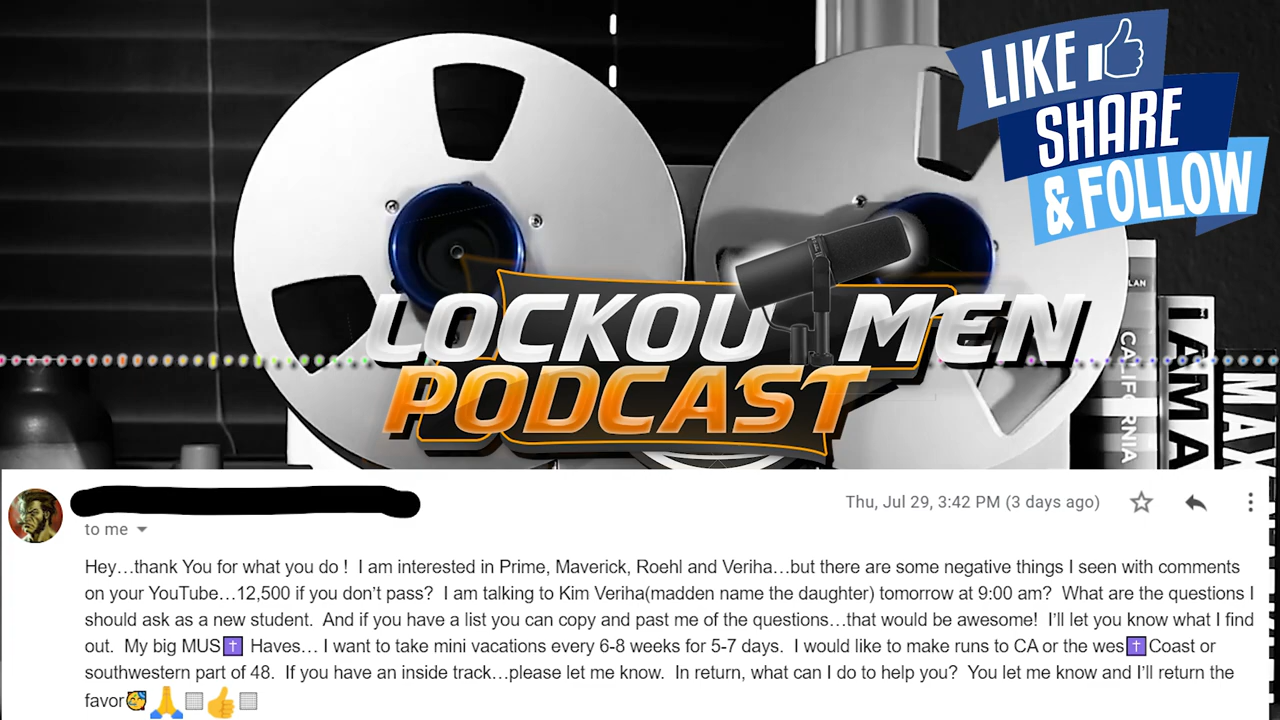 LIKE
SHARE
& FOLLOW
LOCKOU MEN
PODCAST
LAN
CALIFORNIA
IAMA
MAX
Thu, Jul 29, 3:42 PM (3 days ago)
to me
Hey…thank You for what you do !  I am interested in Prime, Maverick, Roehl and Veriha…but there are some negative things I seen with comments
on your YouTube…12,500 if you don’t pass?  I am talking to Kim Veriha(madden name the daughter) tomorrow at 9:00 am?  What are the questions I
should ask as a new student.  And if you have a list you can copy and past me of the questions…that would be awesome!  I’ll let you know what I find
out.  My big MUS✝️ Haves… I want to take mini vacations every 6-8 weeks for 5-7 days.  I would like to make runs to CA or the wes✝️Coast or
southwestern part of 48.  If you have an inside track…please let me know.  In return, what can I do to help you?  You let me know and I’ll return the
favor🥳🙏👍